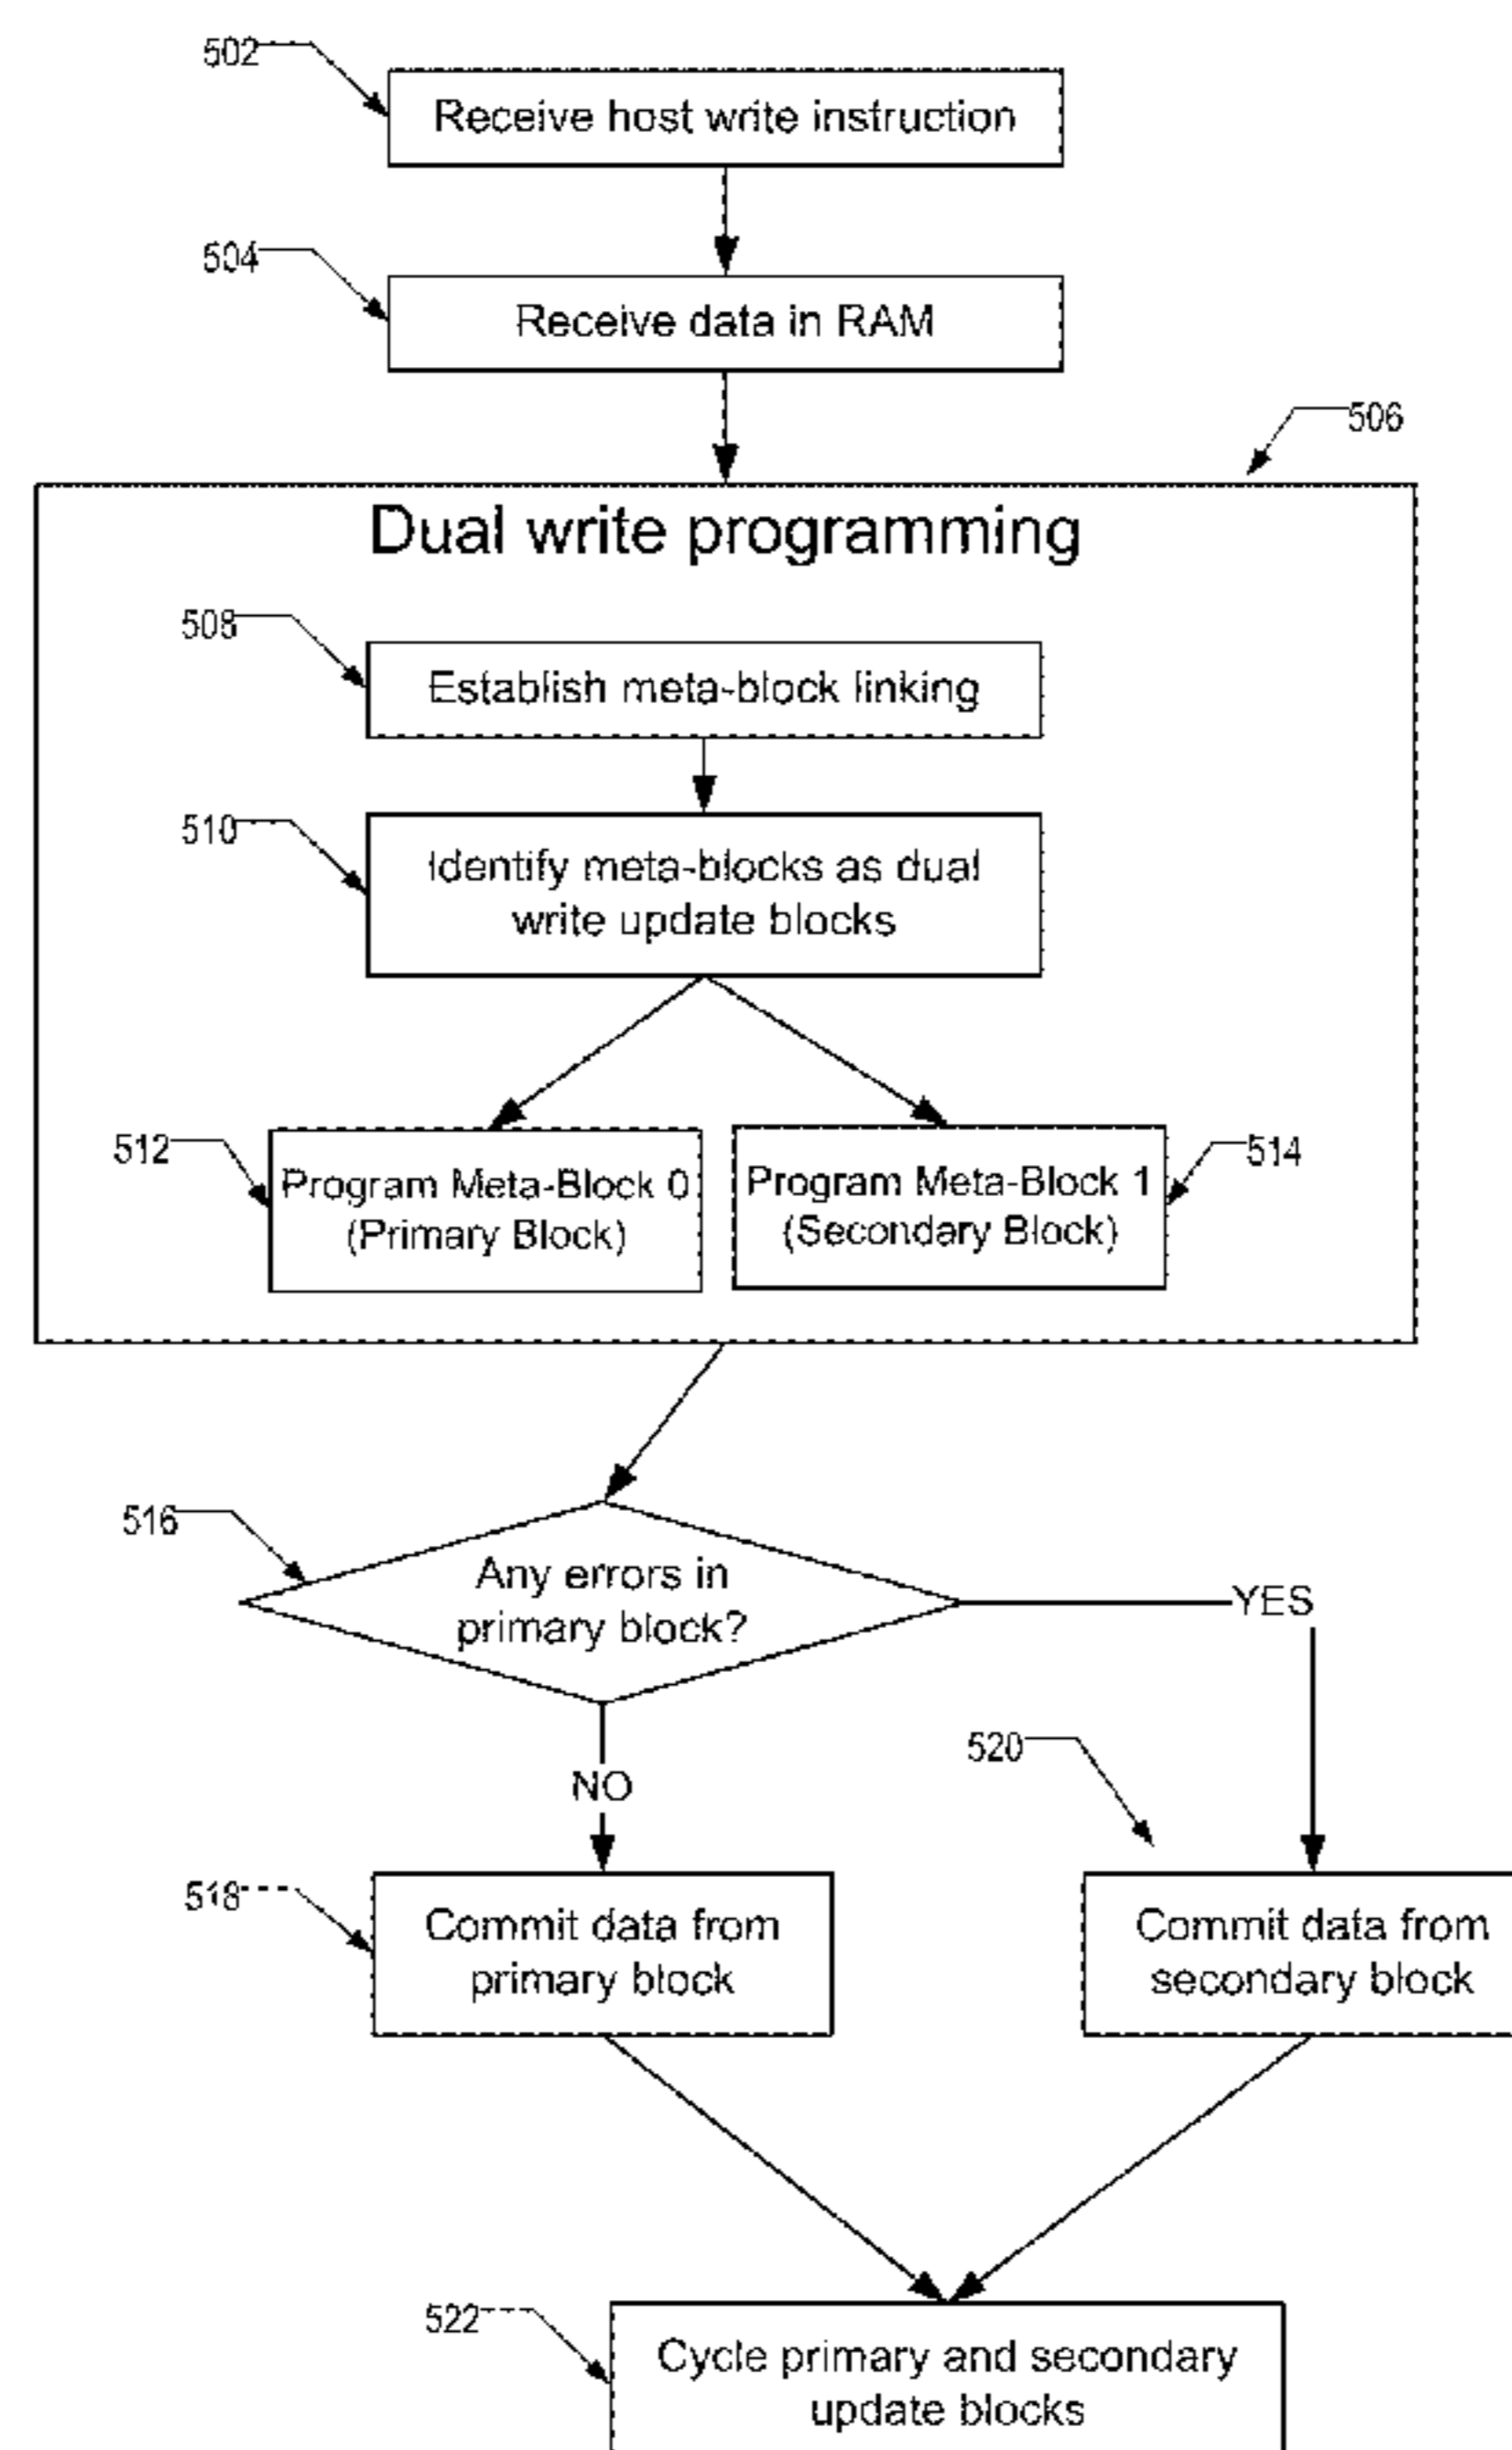 502
Receive host write instruction
504
Receive data in RAM
506
Dual write programming
508
Establish meta-block linking
510
Identify meta-blocks as dual
write update blocks
512
Program Meta-Block 0
(Primary Block)
Program Meta-Block 1
(Secondary Block)
514
516
Any errors in
primary block?
YES
NO
520
518
Commit data from
primary block
Commit data from
secondary block
522
Cycle primary and secondary
update blocks